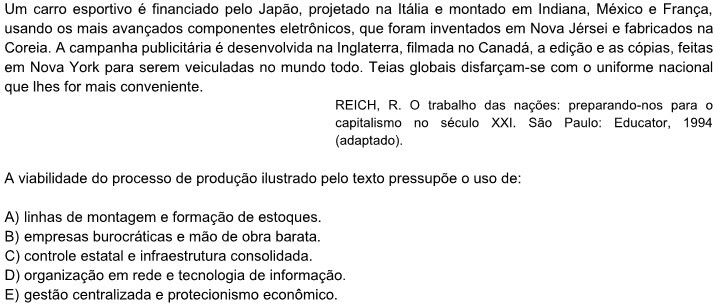 Um carro esportivo é financiado pelo Japão, projetado na Itália e montado em Indiana, México e França,
usando os mais avançados componentes eletrônicos, que foram inventados em Nova Jérsei e fabricados na
Coreia. A campanha publicitária é desenvolvida na Inglaterra, filmada no Canadá, a edição e as cópias, feitas
em Nova York para serem veiculadas no mundo todo. Teias globais disfarçam-se com o uniforme nacional
que lhes for mais conveniente.
REICH, R. O trabalho das nações: preparando-nos para o
capitalismo no século XXI. São Paulo: Educator, 1994
(adaptado).
A viabilidade do processo de produção ilustrado pelo texto pressupõe o uso de:
A) linhas de montagem e formação de estoques.
B) empresas burocráticas e mão de obra barata.
C) controle estatal e infraestrutura consolidada.
D) organização em rede e tecnologia de informação.
E) gestão centralizada e protecionismo econômico.